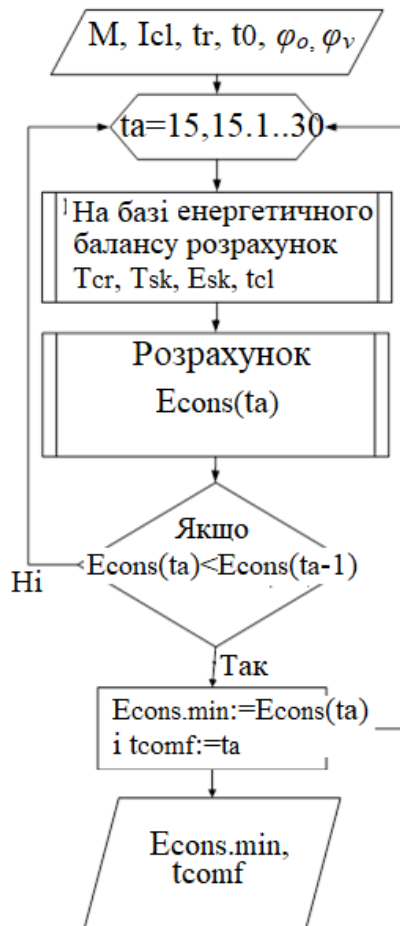 M, Icl, tr, t0, φo, φv
ta=15,15.1..30
На базі енергетичного
балансу розрахунок
Tcr, Tsk, Esk, tcl
Розрахунок
Econs(ta)
Якщо
Econs(ta)<Econs(ta-1)
Ні
Так
Econs.min:=Econs(ta)
і tcomf:=ta
Econs.min,
tcomf